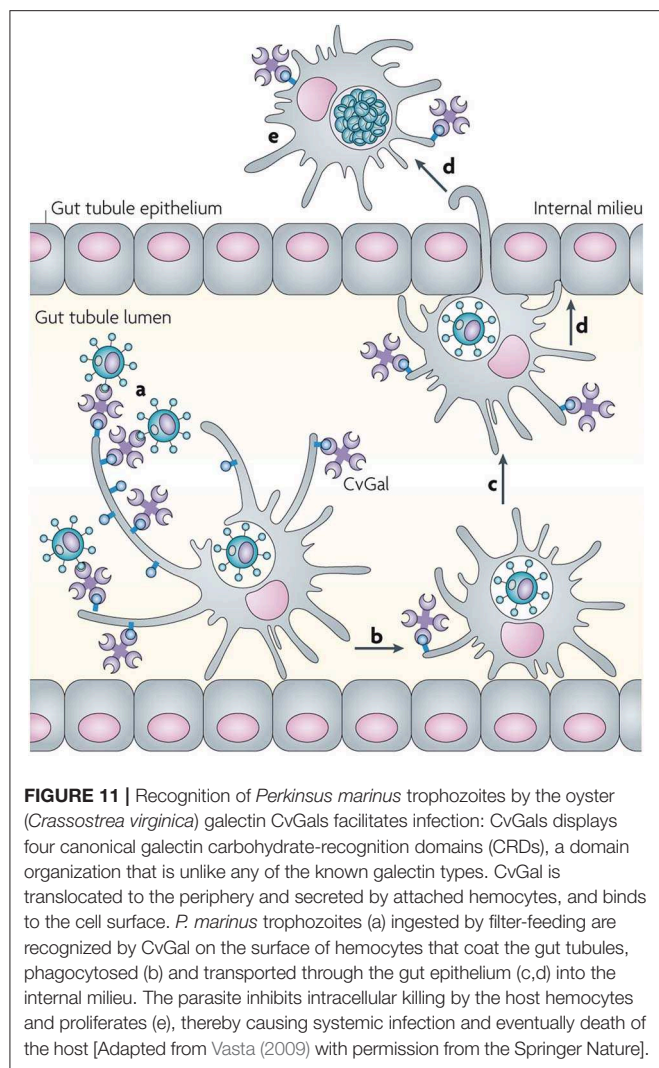 e
d
Gut tubule epithelium
Internal milieu
Gut tubule lumen
d
a
CvGal
c
b
FIGURE 11 | Recognition of Perkinsus marinus trophozoites by the oyster
(Crassostrea virginica) galectin CvGals facilitates infection: CvGals displays
four canonical galectin carbohydrate-recognition domains (CRDs), a domain
organization that is unlike any of the known galectin types. CvGal is
translocated to the periphery and secreted by attached hemocytes, and binds
to the cell surface. P. marinus trophozoites (a) ingested by filter-feeding are
recognized by CvGal on the surface of hemocytes that coat the gut tubules,
phagocytosed (b) and transported through the gut epithelium (c,d) into the
internal milieu. The parasite inhibits intracellular killing by the host hemocytes
and proliferates (e), thereby causing systemic infection and eventually death of
the host [Adapted from Vasta (2009) with permission from the Springer Nature].